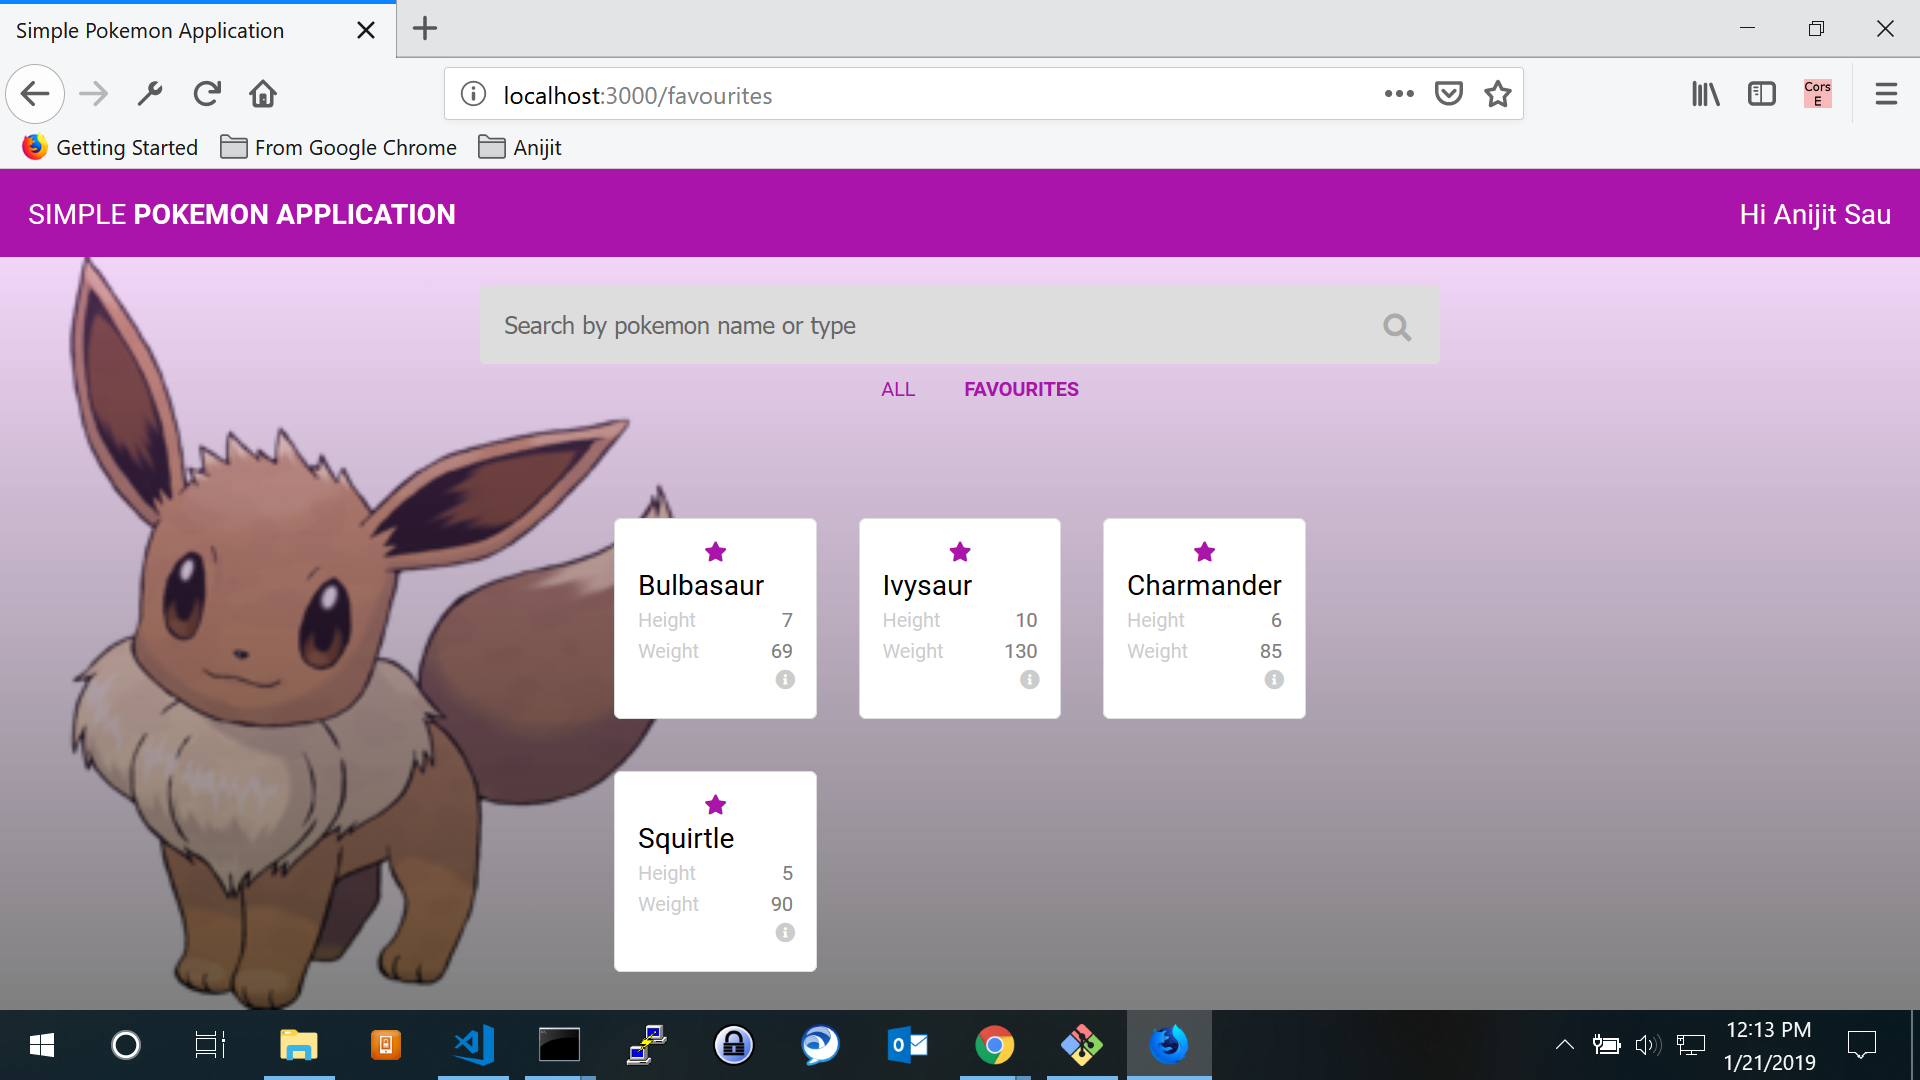 Simple Pokemon Application
localhost:3000/favourites
Cors
E
Getting Started
From Google Chrome
Anijit
SIMPLE POKEMON APPLICATION
Hi Anijit Sau
Search by pokemon name or type
ALL
FAVOURITES
Bulbasaur
Height 7
Weight 69
Ivysaur
Height 10
Weight 130
Charmander
Height 6
Weight 85
Squirtle
Height 5
Weight 90
12:13 PM
1/21/2019